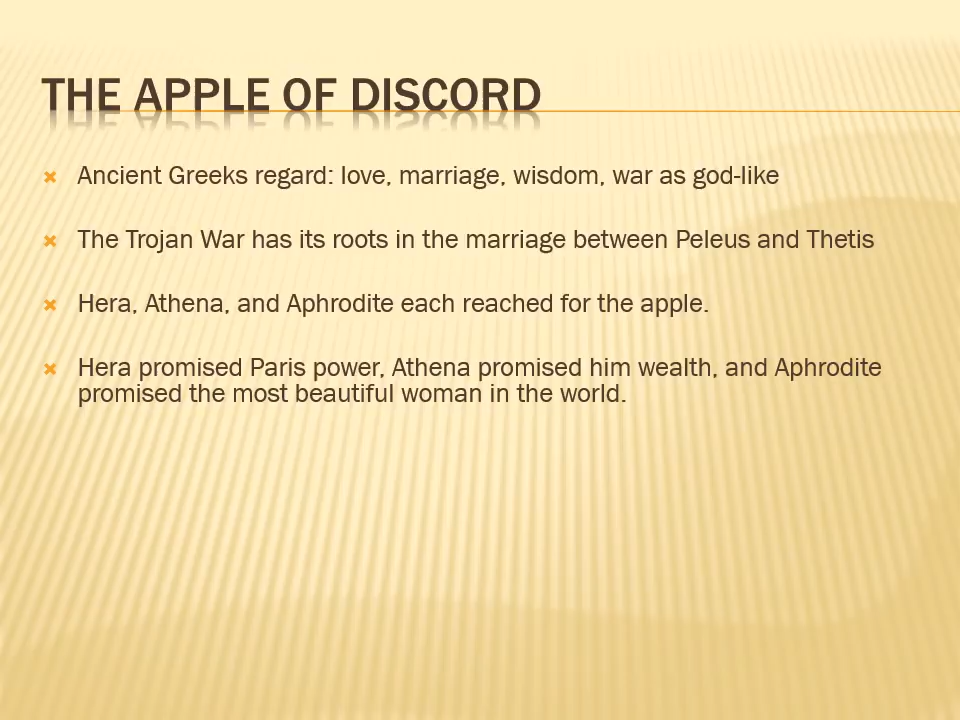 THE APPLE OF DISCORD
Ancient Greeks regard: love, marriage, wisdom, war as god-like
The Trojan War has its roots in the marriage between Peleus and Thetis
Hera, Athena, and Aphrodite each reached for the apple.
Hera promised Paris power, Athena promised him wealth, and Aphrodite
promised the most beautiful woman in the world.